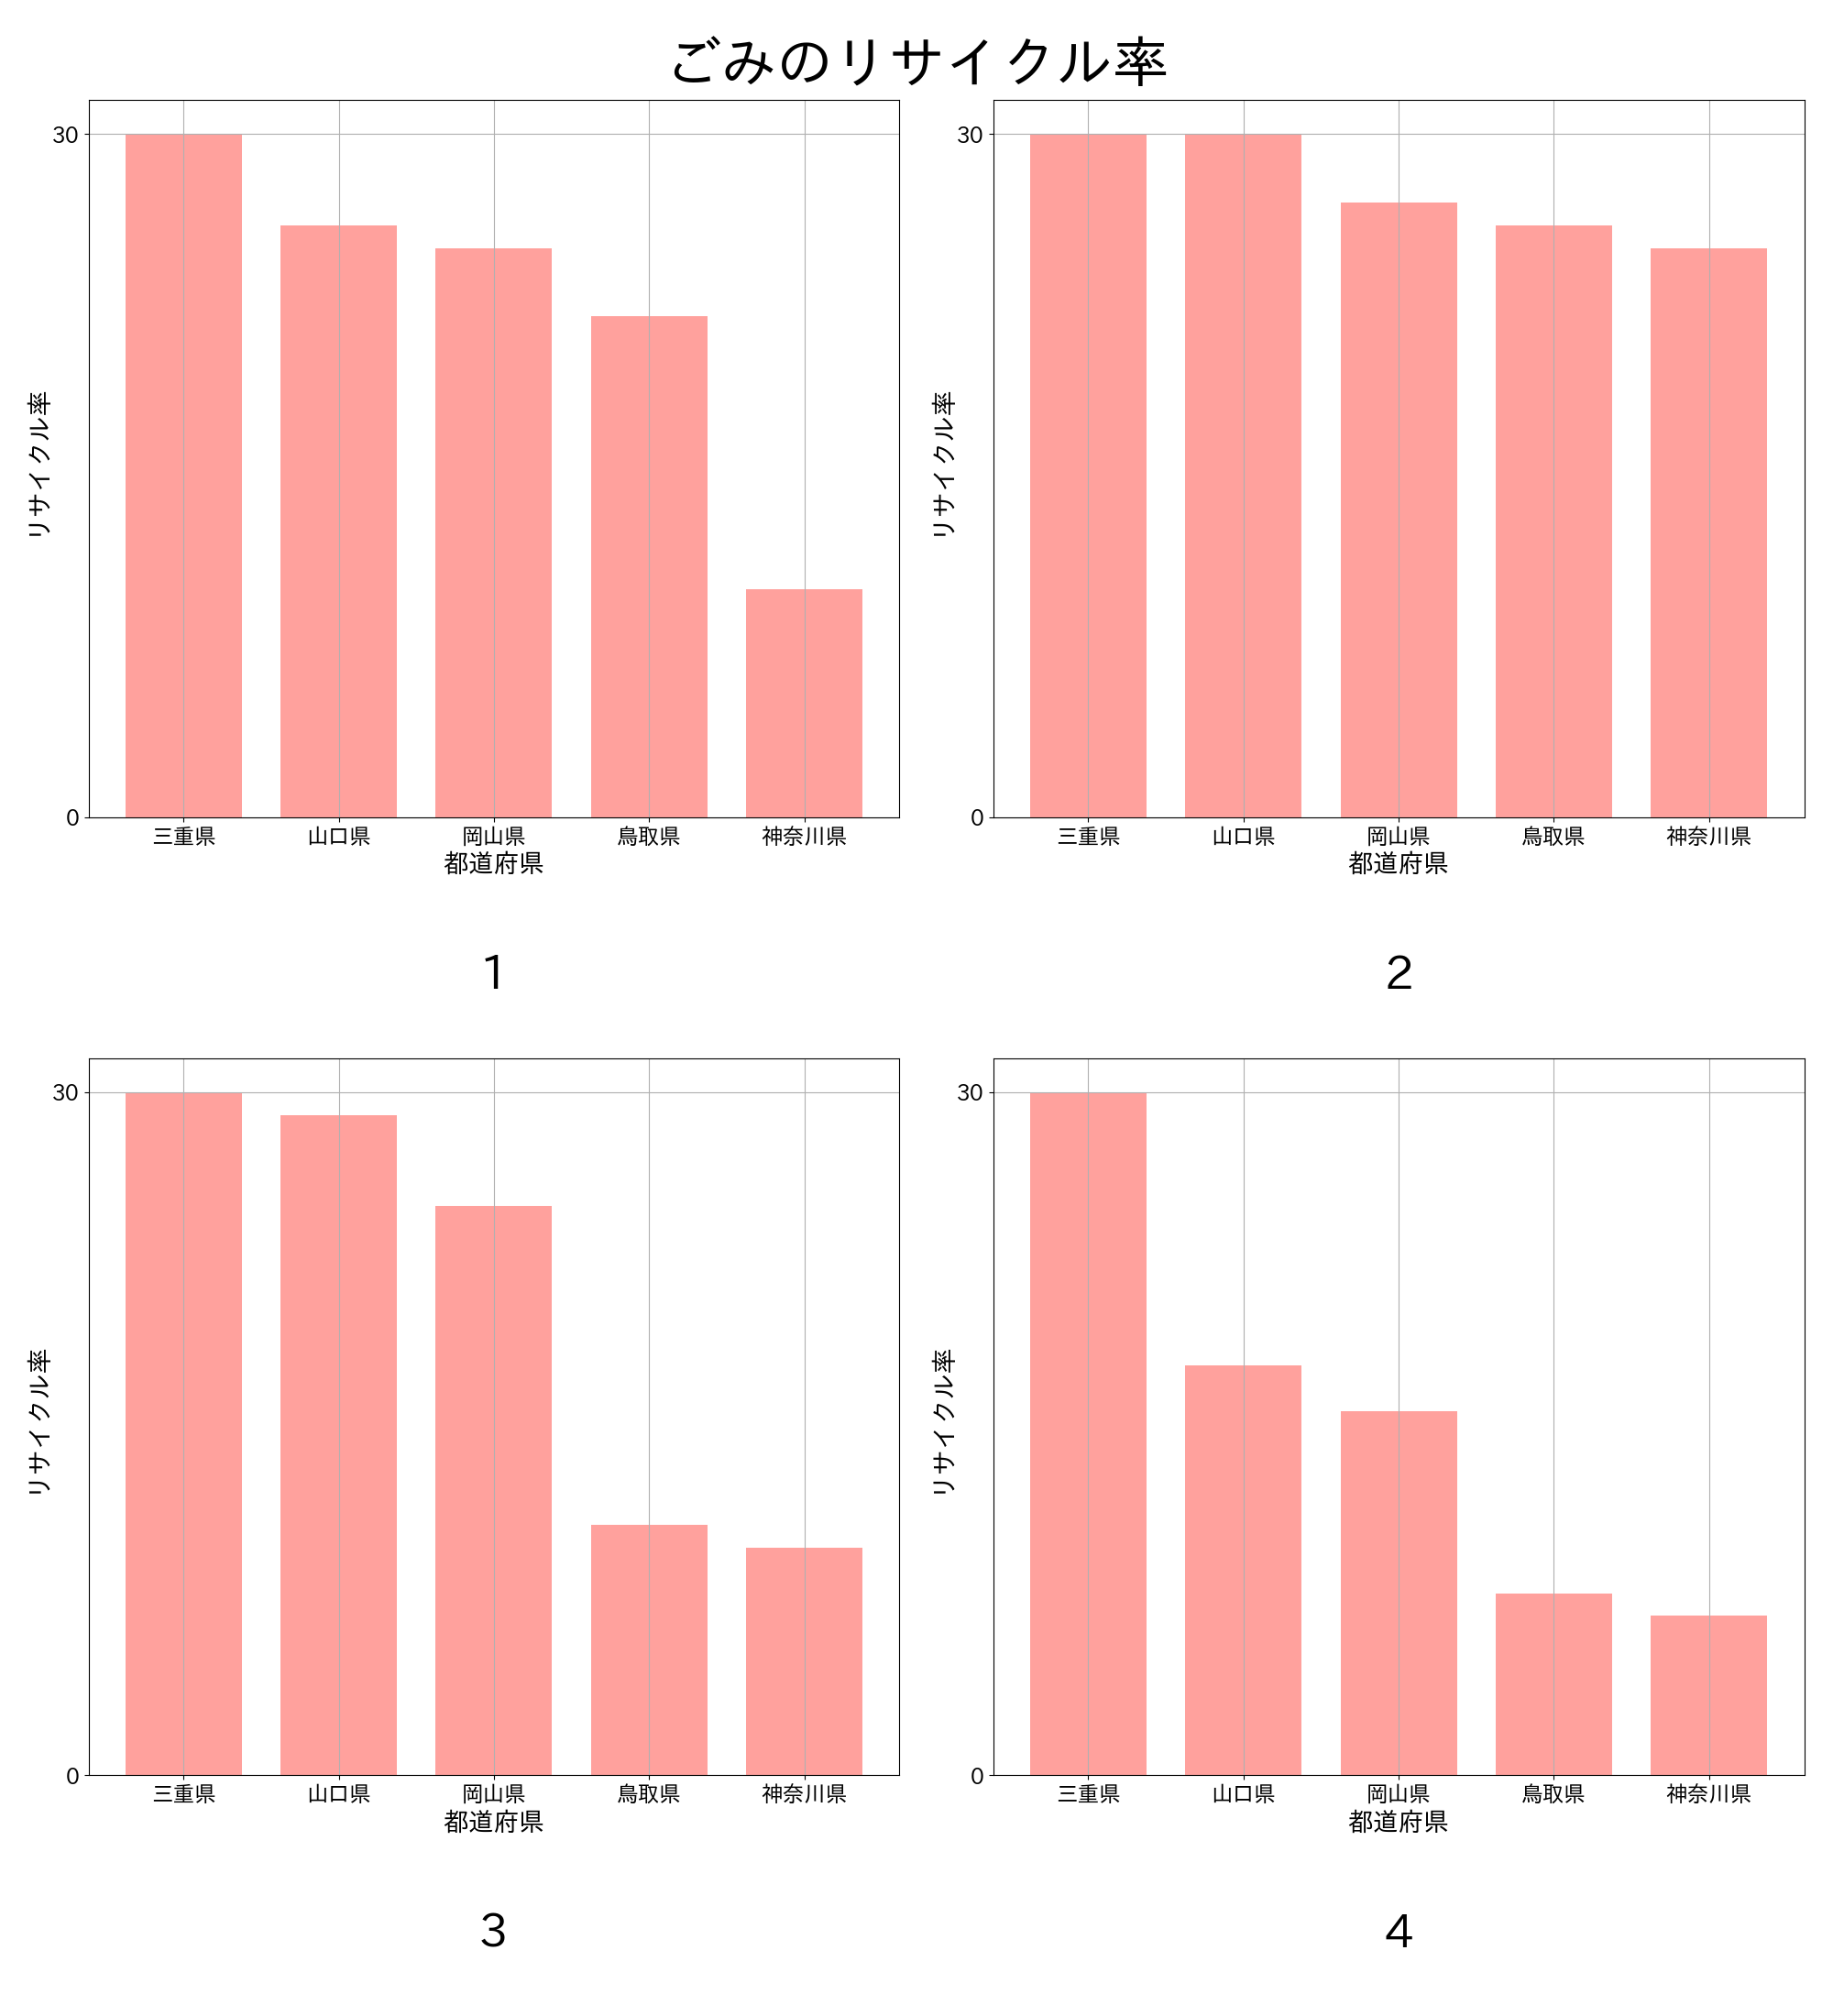 ごみのリサイクル率
30
0
リサイクル率
三重県 山口県 岡山県 鳥取県 神奈川県
都道府県
1
30
0
リサイクル率
三重県 山口県 岡山県 鳥取県 神奈川県
都道府県
2
30
0
リサイクル率
三重県 山口県 岡山県 鳥取県 神奈川県
都道府県
3
30
0
リサイクル率
三重県 山口県 岡山県 鳥取県 神奈川県
都道府県
4